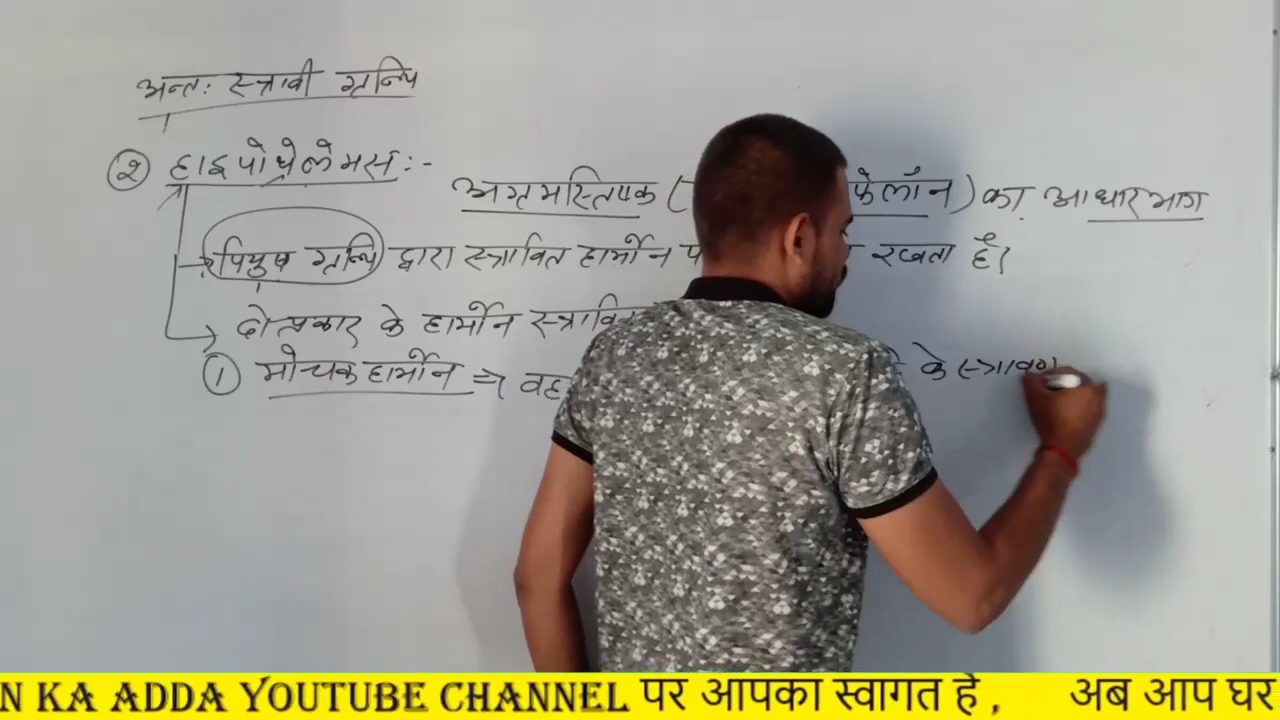 अन्तः स्त्रावी ग्रन्थि
② हाइपोथैलेमस :-
अग्रमस्तिष्क ( फेलॉन ) का आधारभाग
→ पियुष ग्रन्थि द्वारा स्त्रावित हार्मोन रखता है।
दो प्रकार के हार्मोन स्त्रावित
① मोचक हार्मोन ⇒ वह के स्त्रावण
N KA ADDA YOUTUBE CHANNEL पर आपका स्वागत हे , अब आप घर